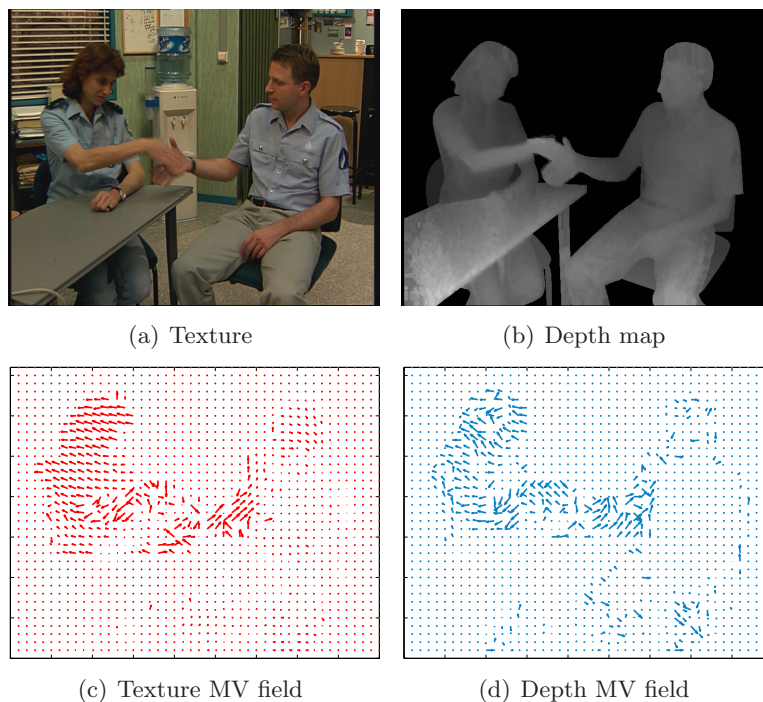 (a) Texture
(b) Depth map
(c) Texture MV field
(d) Depth MV field